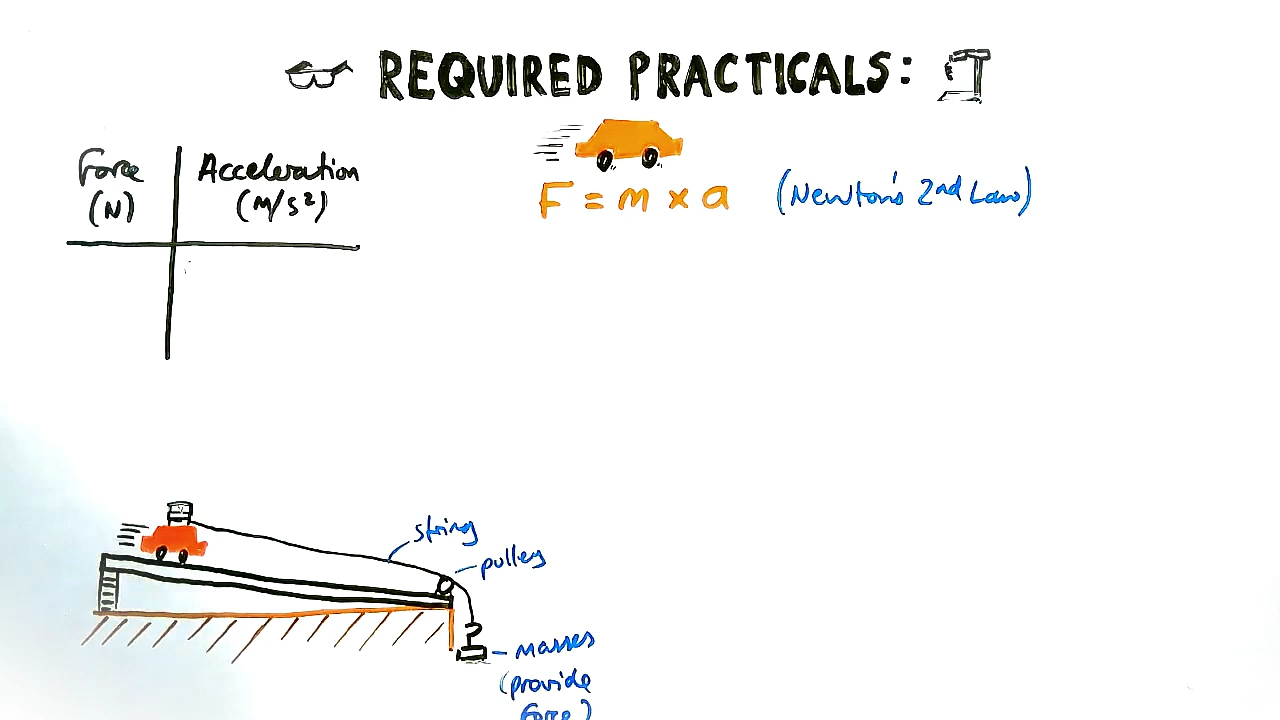 REQUIRED PRACTICALS:
F = m x a (Newton's 2nd Law)
Force
(N)
Acceleration
(M/s²)
string
pulley
masses
(provide
Force)